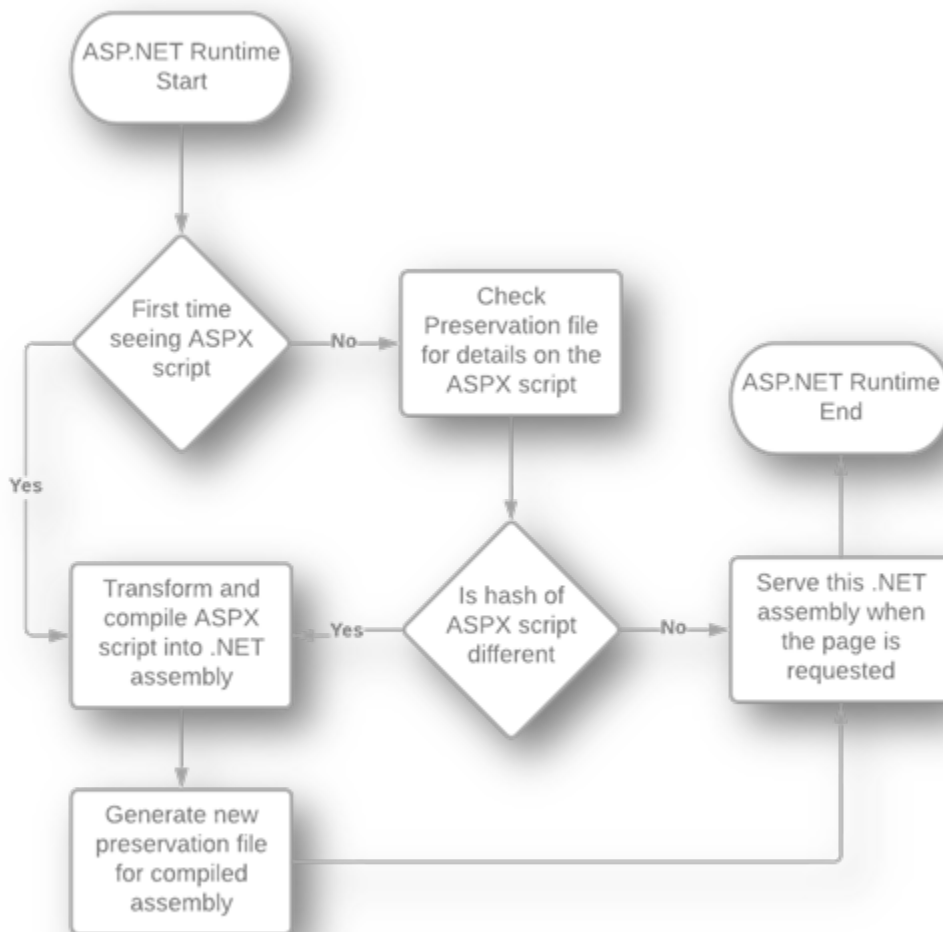 ASP.NET Runtime
Start
First time
seeing ASPX
script
No
Check
Preservation file
for details on the
ASPX script
ASP.NET Runtime
End
Yes
Transform and
compile ASPX
script into .NET
assembly
Yes
Is hash of
ASPX script
different
No
Serve this .NET
assembly when
the page is
requested
Generate new
preservation file
for compiled
assembly